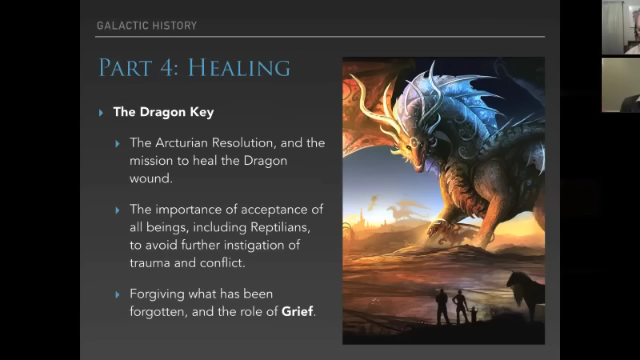 GALACTIC HISTORY
PART 4: HEALING
The Dragon Key
The Arcturian Resolution, and the
mission to heal the Dragon
wound.
The importance of acceptance of
all beings, including Reptilians,
to avoid further instigation of
trauma and conflict.
Forgiving what has been
forgotten, and the role of Grief.